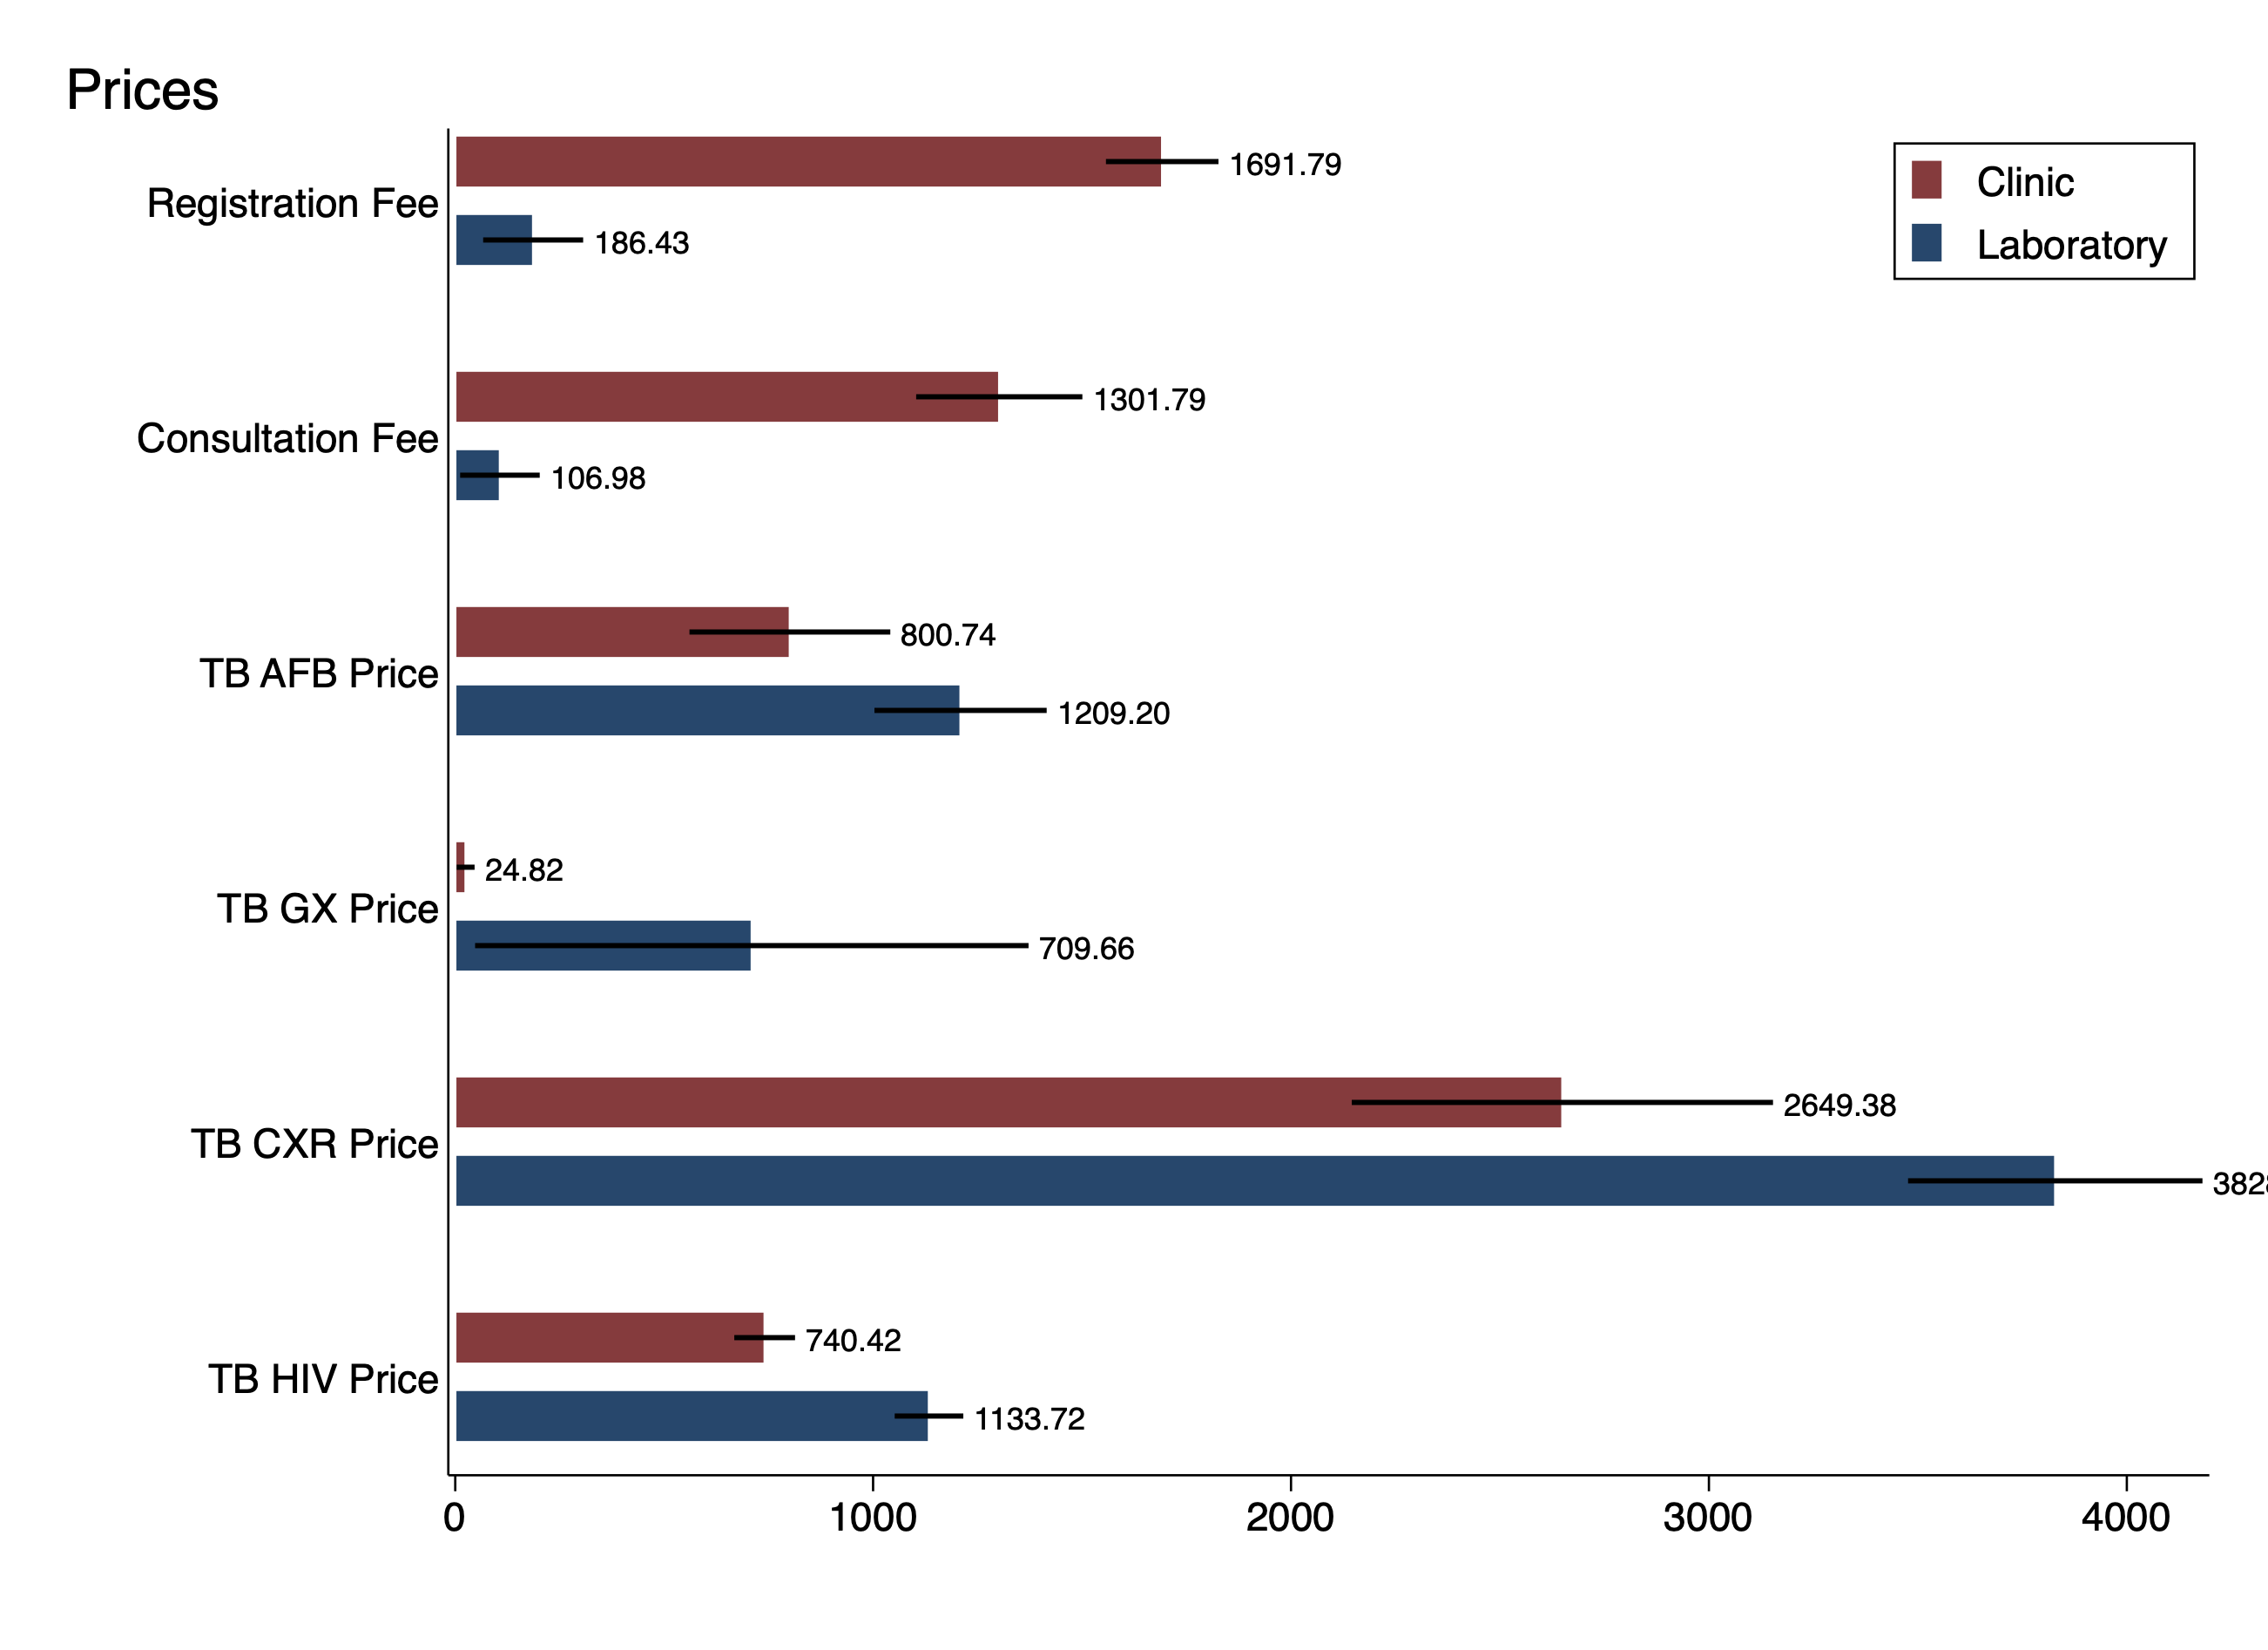 Prices
Clinic
Laboratory
Registration Fee
1691.79
186.43
Consultation Fee
1301.79
106.98
TB AFB Price
800.74
1209.20
TB GX Price
24.82
709.66
TB CXR Price
2649.38
TB HIV Price
740.42
1133.72
0 1000 2000 3000 4000